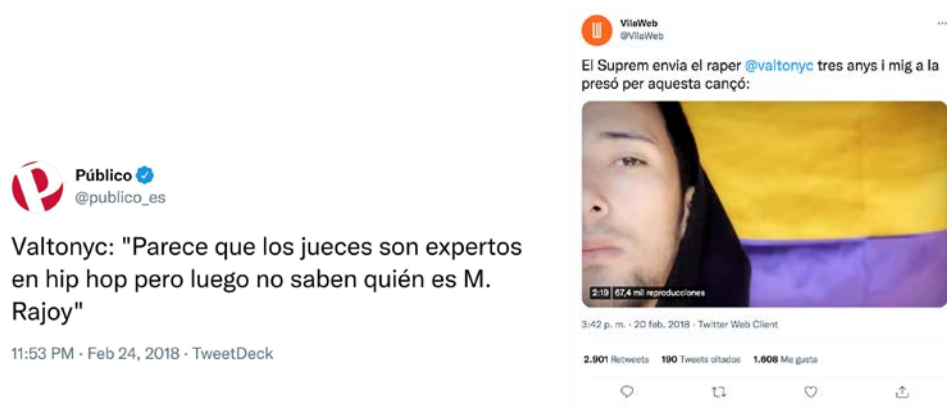 Público
@publico_es
Valtonyc: "Parece que los jueces son expertos
en hip hop pero luego no saben quién es M.
Rajoy"
11:53 PM · Feb 24, 2018 · TweetDeck
VilaWeb
@VilaWeb
El Suprem envia el raper @valtonyc tres anys i mig a la
presó per aquesta cançó:
2:19 67,4 mil reproducciones
3:42 p. m. · 20 feb. 2018 · Twitter Web Client
2.901 Retweets 190 Tweets citados 1.608 Me gusta